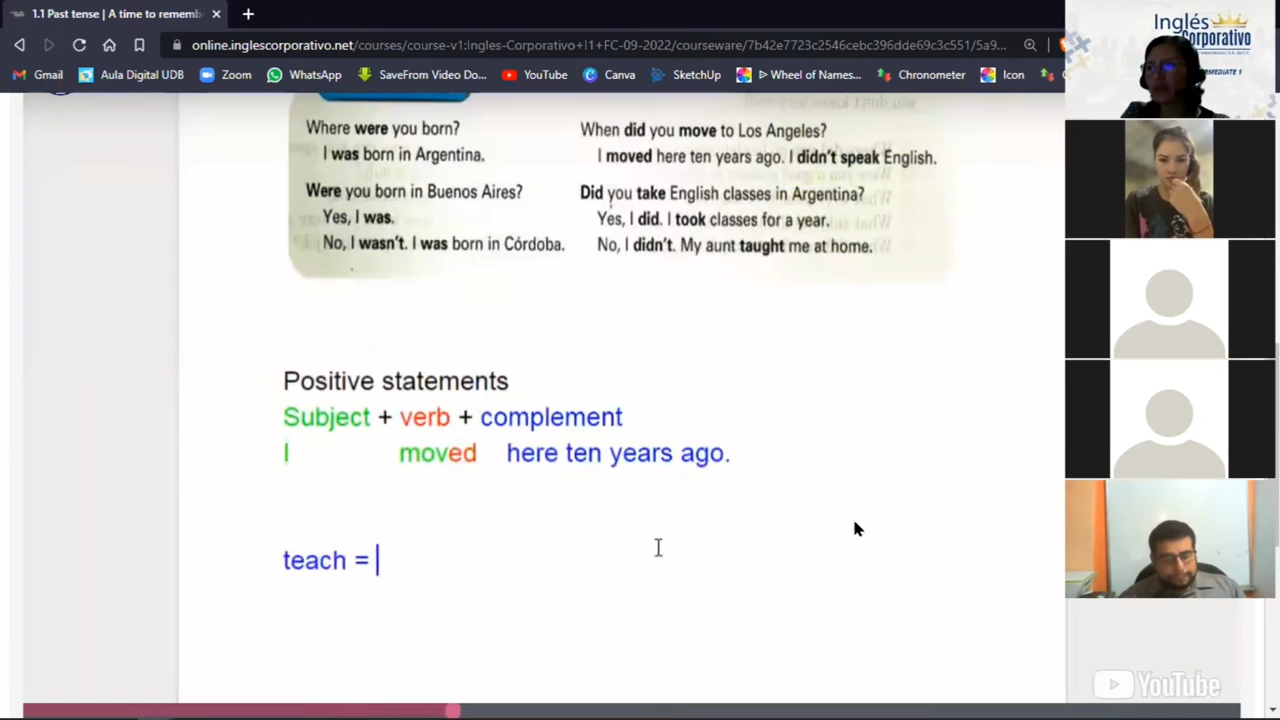 1.1 Past tense | A time to rememb
online.inglescorporativo.net/courses/course-v1:Ingles-Corporativo+I1+FC-09-2022/courseware/7b42e7723c2546cebc396dde69c3c551/5a9...
Gmail Aula Digital UDB Zoom WhatsApp SaveFrom Video Do... YouTube Canva SketchUp ᐅ Wheel of Names... Chronometer Icon
Inglés
Corporativo
INTERMEDIATE 1
Where were you born?
I was born in Argentina.
Were you born in Buenos Aires?
Yes, I was.
No, I wasn't. I was born in Córdoba.
When did you move to Los Angeles?
I moved here ten years ago. I didn't speak English.
Did you take English classes in Argentina?
Yes, I did. I took classes for a year.
No, I didn't. My aunt taught me at home.
Positive statements
Subject + verb + complement
I moved here ten years ago.
teach =
YouTube